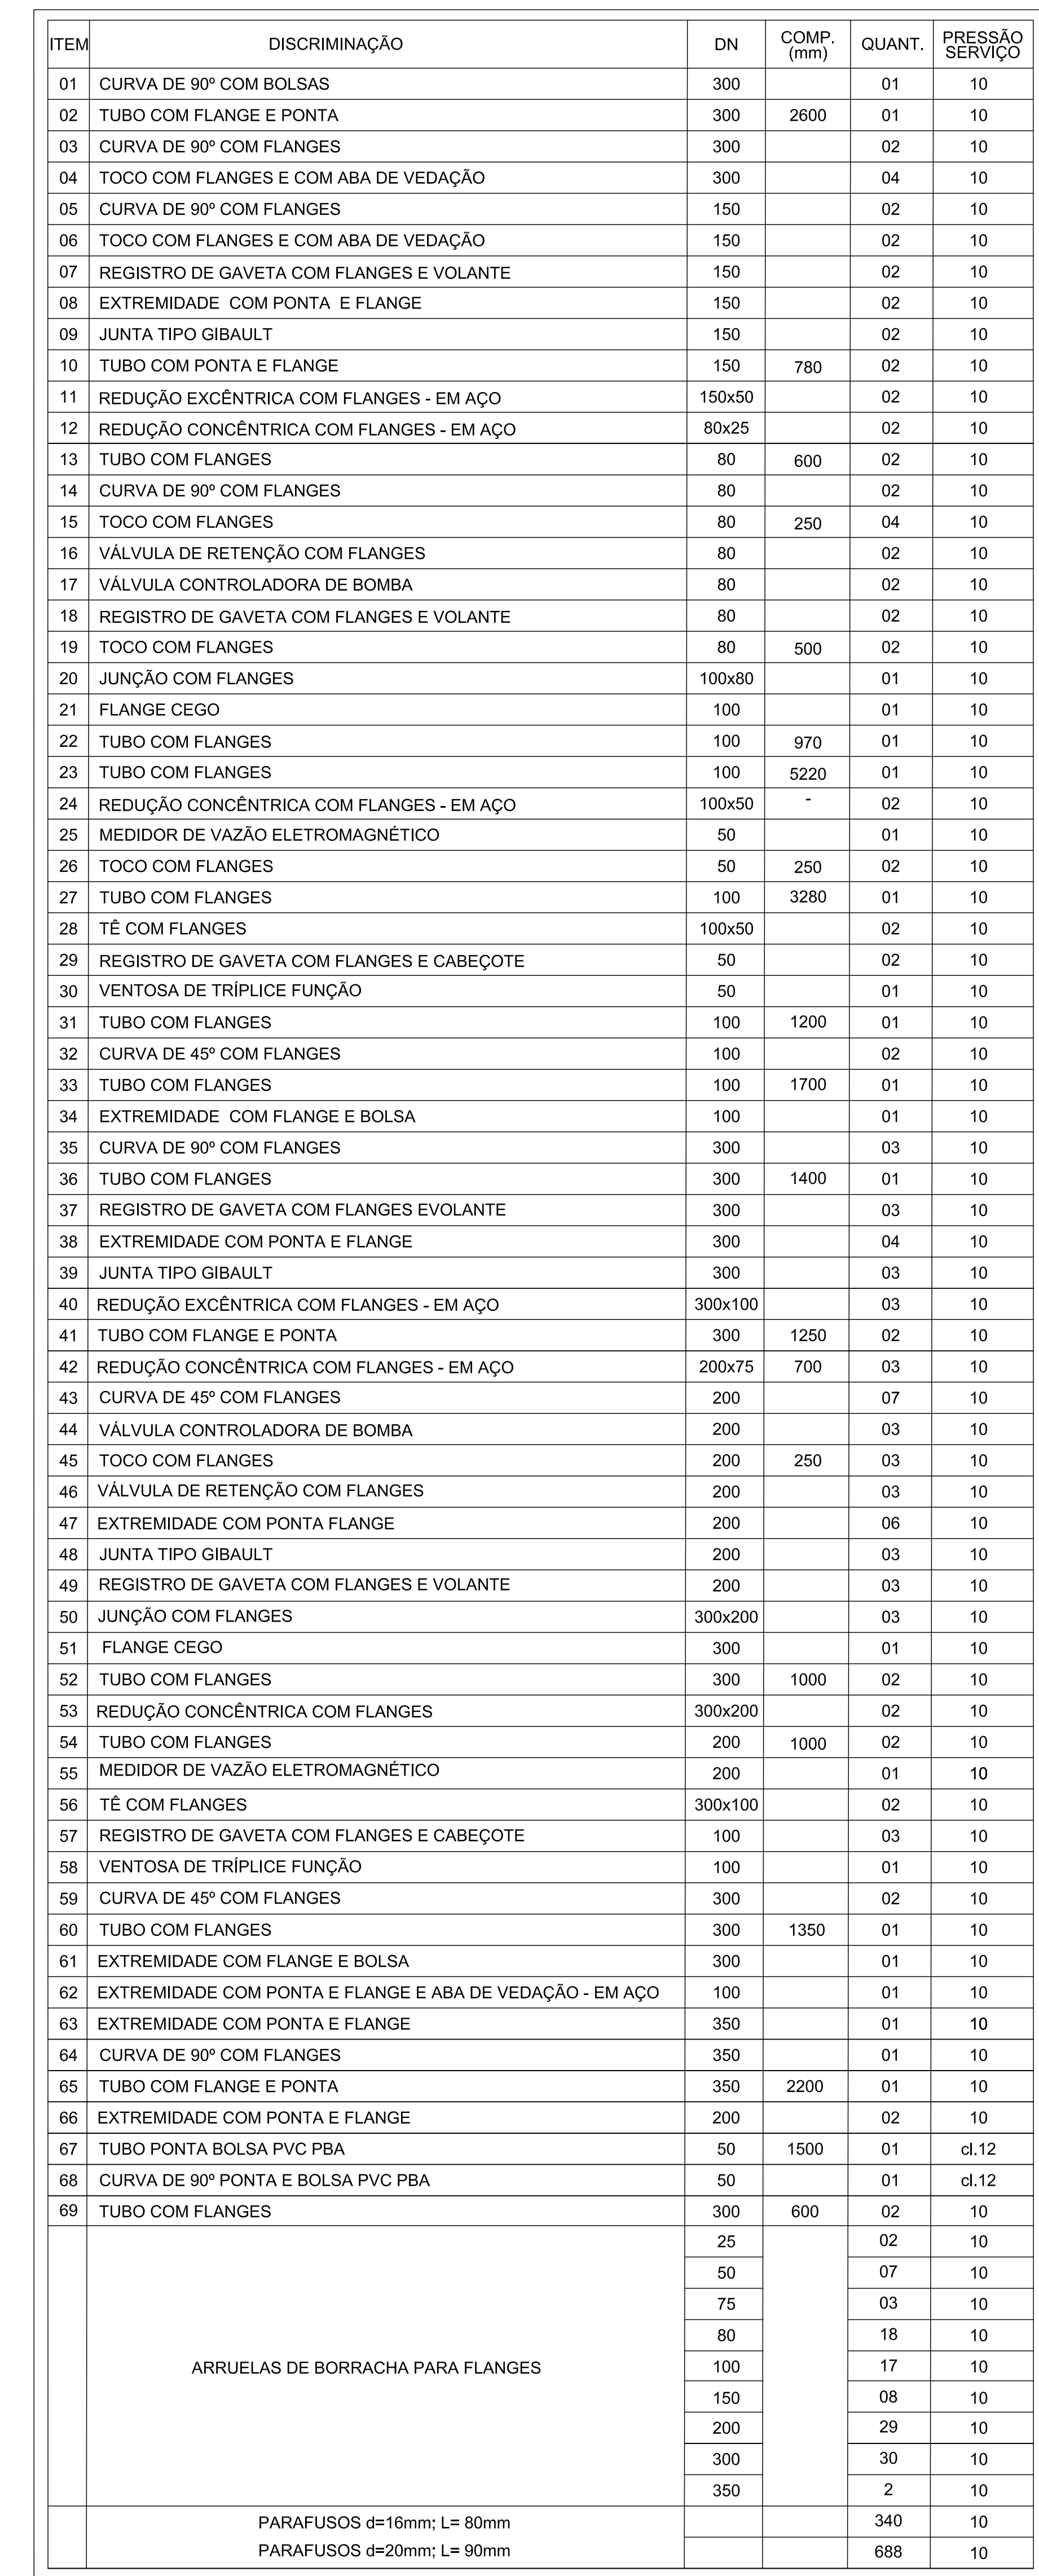 ITEM DISCRIMINAÇÃO DN COMP. (mm) QUANT. PRESSÃO SERVIÇO
01 CURVA DE 90º COM BOLSAS 300 01 10
02 TUBO COM FLANGE E PONTA 300 2600 01 10
03 CURVA DE 90º COM FLANGES 300 02 10
04 TOCO COM FLANGES E COM ABA DE VEDAÇÃO 300 04 10
05 CURVA DE 90º COM FLANGES 150 02 10
06 TOCO COM FLANGES E COM ABA DE VEDAÇÃO 150 02 10
07 REGISTRO DE GAVETA COM FLANGES E VOLANTE 150 02 10
08 EXTREMIDADE COM PONTA E FLANGE 150 02 10
09 JUNTA TIPO GIBAULT 150 02 10
10 TUBO COM PONTA E FLANGE 150 780 02 10
11 REDUÇÃO EXCÊNTRICA COM FLANGES - EM AÇO 150x50 02 10
12 REDUÇÃO CONCÊNTRICA COM FLANGES - EM AÇO 80x25 02 10
13 TUBO COM FLANGES 80 600 02 10
14 CURVA DE 90º COM FLANGES 80 02 10
15 TOCO COM FLANGES 80 250 04 10
16 VÁLVULA DE RETENÇÃO COM FLANGES 80 02 10
17 VÁLVULA CONTROLADORA DE BOMBA 80 02 10
18 REGISTRO DE GAVETA COM FLANGES E VOLANTE 80 02 10
19 TOCO COM FLANGES 80 500 02 10
20 JUNÇÃO COM FLANGES 100x80 01 10
21 FLANGE CEGO 100 01 10
22 TUBO COM FLANGES 100 970 01 10
23 TUBO COM FLANGES 100 5220 01 10
24 REDUÇÃO CONCÊNTRICA COM FLANGES - EM AÇO 100x50 - 02 10
25 MEDIDOR DE VAZÃO ELETROMAGNÉTICO 50 01 10
26 TOCO COM FLANGES 50 250 02 10
27 TUBO COM FLANGES 100 3280 01 10
28 TÊ COM FLANGES 100x50 02 10
29 REGISTRO DE GAVETA COM FLANGES E CABEÇOTE 50 02 10
30 VENTOSA DE TRÍPLICE FUNÇÃO 50 01 10
31 TUBO COM FLANGES 100 1200 01 10
32 CURVA DE 45º COM FLANGES 100 02 10
33 TUBO COM FLANGES 100 1700 01 10
34 EXTREMIDADE COM FLANGE E BOLSA 100 01 10
35 CURVA DE 90º COM FLANGES 300 03 10
36 TUBO COM FLANGES 300 1400 01 10
37 REGISTRO DE GAVETA COM FLANGES EVOLANTE 300 03 10
38 EXTREMIDADE COM PONTA E FLANGE 300 04 10
39 JUNTA TIPO GIBAULT 300 03 10
40 REDUÇÃO EXCÊNTRICA COM FLANGES - EM AÇO 300x100 03 10
41 TUBO COM FLANGE E PONTA 300 1250 02 10
42 REDUÇÃO CONCÊNTRICA COM FLANGES - EM AÇO 200x75 700 03 10
43 CURVA DE 45º COM FLANGES 200 07 10
44 VÁLVULA CONTROLADORA DE BOMBA 200 03 10
45 TOCO COM FLANGES 200 250 03 10
46 VÁLVULA DE RETENÇÃO COM FLANGES 200 03 10
47 EXTREMIDADE COM PONTA FLANGE 200 06 10
48 JUNTA TIPO GIBAULT 200 03 10
49 REGISTRO DE GAVETA COM FLANGES E VOLANTE 200 03 10
50 JUNÇÃO COM FLANGES 300x200 03 10
51 FLANGE CEGO 300 01 10
52 TUBO COM FLANGES 300 1000 02 10
53 REDUÇÃO CONCÊNTRICA COM FLANGES 300x200 02 10
54 TUBO COM FLANGES 200 1000 02 10
55 MEDIDOR DE VAZÃO ELETROMAGNÉTICO 200 01 10
56 TÊ COM FLANGES 300x100 02 10
57 REGISTRO DE GAVETA COM FLANGES E CABEÇOTE 100 03 10
58 VENTOSA DE TRÍPLICE FUNÇÃO 100 01 10
59 CURVA DE 45º COM FLANGES 300 02 10
60 TUBO COM FLANGES 300 1350 01 10
61 EXTREMIDADE COM FLANGE E BOLSA 300 01 10
62 EXTREMIDADE COM PONTA E FLANGE E ABA DE VEDAÇÃO - EM AÇO 100 01 10
63 EXTREMIDADE COM PONTA E FLANGE 350 01 10
64 CURVA DE 90º COM FLANGES 350 01 10
65 TUBO COM FLANGE E PONTA 350 2200 01 10
66 EXTREMIDADE COM PONTA E FLANGE 200 02 10
67 TUBO PONTA BOLSA PVC PBA 50 1500 01 cl.12
68 CURVA DE 90º PONTA E BOLSA PVC PBA 50 01 cl.12
69 TUBO COM FLANGES 300 600 02 10
25 02 10
50 07 10
75 03 10
80 18 10
ARRUELAS DE BORRACHA PARA FLANGES 100 17 10
150 08 10
200 29 10
300 30 10
350 2 10
PARAFUSOS d=16mm; L= 80mm 340 10
PARAFUSOS d=20mm; L= 90mm 688 10